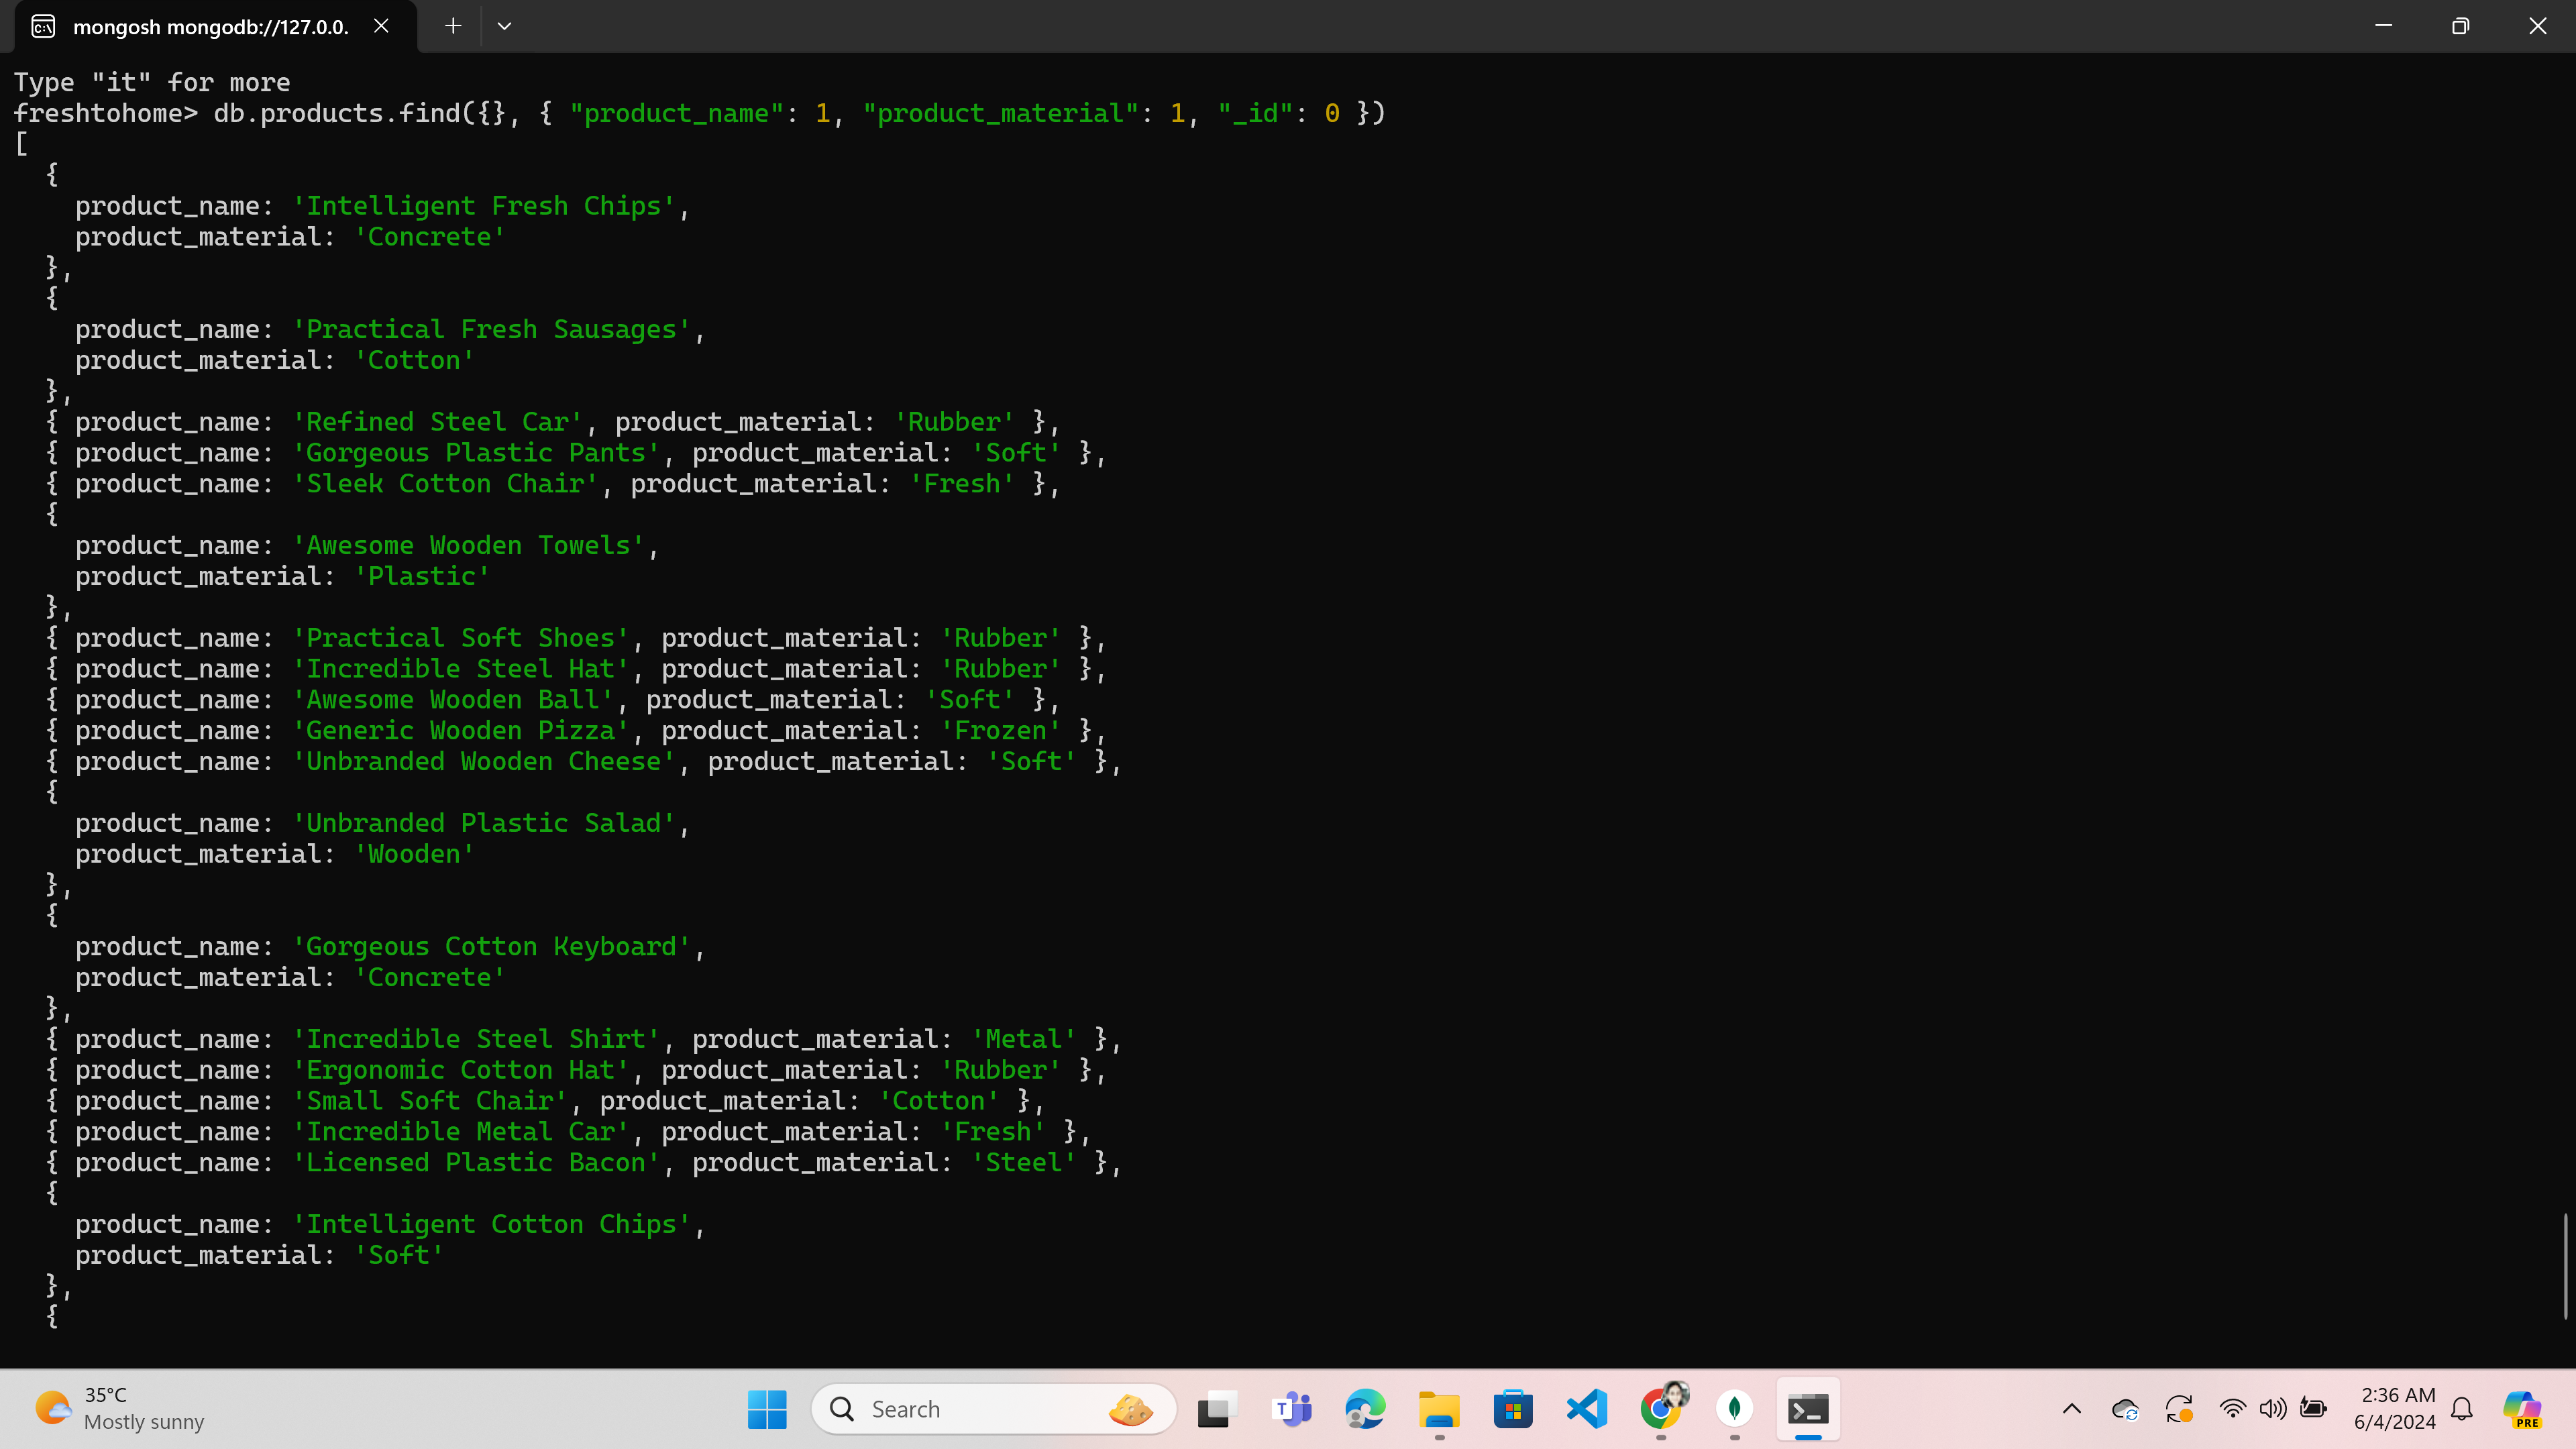 mongosh mongodb://127.0.0.
Type "it" for more
freshtohome> db.products.find({}, { "product_name": 1, "product_material": 1, "_id": 0 })
[
  {
    product_name: 'Intelligent Fresh Chips',
    product_material: 'Concrete'
  },
  {
    product_name: 'Practical Fresh Sausages',
    product_material: 'Cotton'
  },
  { product_name: 'Refined Steel Car', product_material: 'Rubber' },
  { product_name: 'Gorgeous Plastic Pants', product_material: 'Soft' },
  { product_name: 'Sleek Cotton Chair', product_material: 'Fresh' },
  {
    product_name: 'Awesome Wooden Towels',
    product_material: 'Plastic'
  },
  { product_name: 'Practical Soft Shoes', product_material: 'Rubber' },
  { product_name: 'Incredible Steel Hat', product_material: 'Rubber' },
  { product_name: 'Awesome Wooden Ball', product_material: 'Soft' },
  { product_name: 'Generic Wooden Pizza', product_material: 'Frozen' },
  { product_name: 'Unbranded Wooden Cheese', product_material: 'Soft' },
  {
    product_name: 'Unbranded Plastic Salad',
    product_material: 'Wooden'
  },
  {
    product_name: 'Gorgeous Cotton Keyboard',
    product_material: 'Concrete'
  },
  { product_name: 'Incredible Steel Shirt', product_material: 'Metal' },
  { product_name: 'Ergonomic Cotton Hat', product_material: 'Rubber' },
  { product_name: 'Small Soft Chair', product_material: 'Cotton' },
  { product_name: 'Incredible Metal Car', product_material: 'Fresh' },
  { product_name: 'Licensed Plastic Bacon', product_material: 'Steel' },
  {
    product_name: 'Intelligent Cotton Chips',
    product_material: 'Soft'
  },
  {
35°C
Mostly sunny
Search
2:36 AM
6/4/2024
PRE